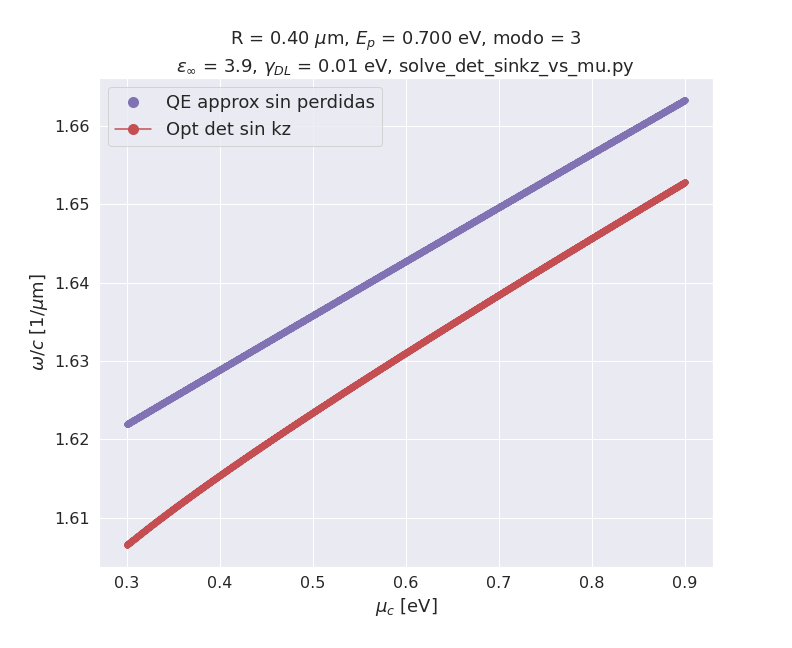 R = 0.40 μm, E_p = 0.700 eV, modo = 3
ε_∞ = 3.9, γ_DL = 0.01 eV, solve_det_sinkz_vs_mu.py
QE approx sin perdidas
Opt det sin kz
1.66
1.65
1.64
1.63
1.62
1.61
ω/c [1/μm]
0.3 0.4 0.5 0.6 0.7 0.8 0.9
μ_c [eV]